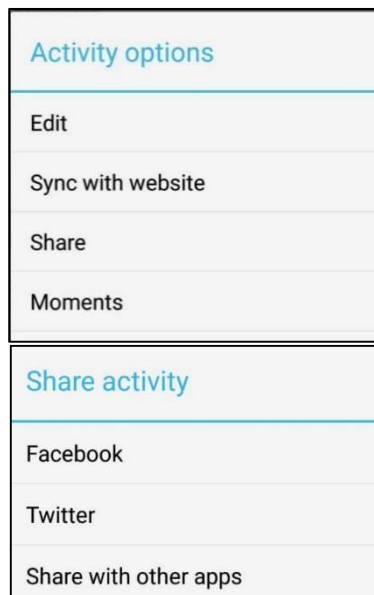 Activity options
Edit
Sync with website
Share
Moments
Share activity
Facebook
Twitter
Share with other apps